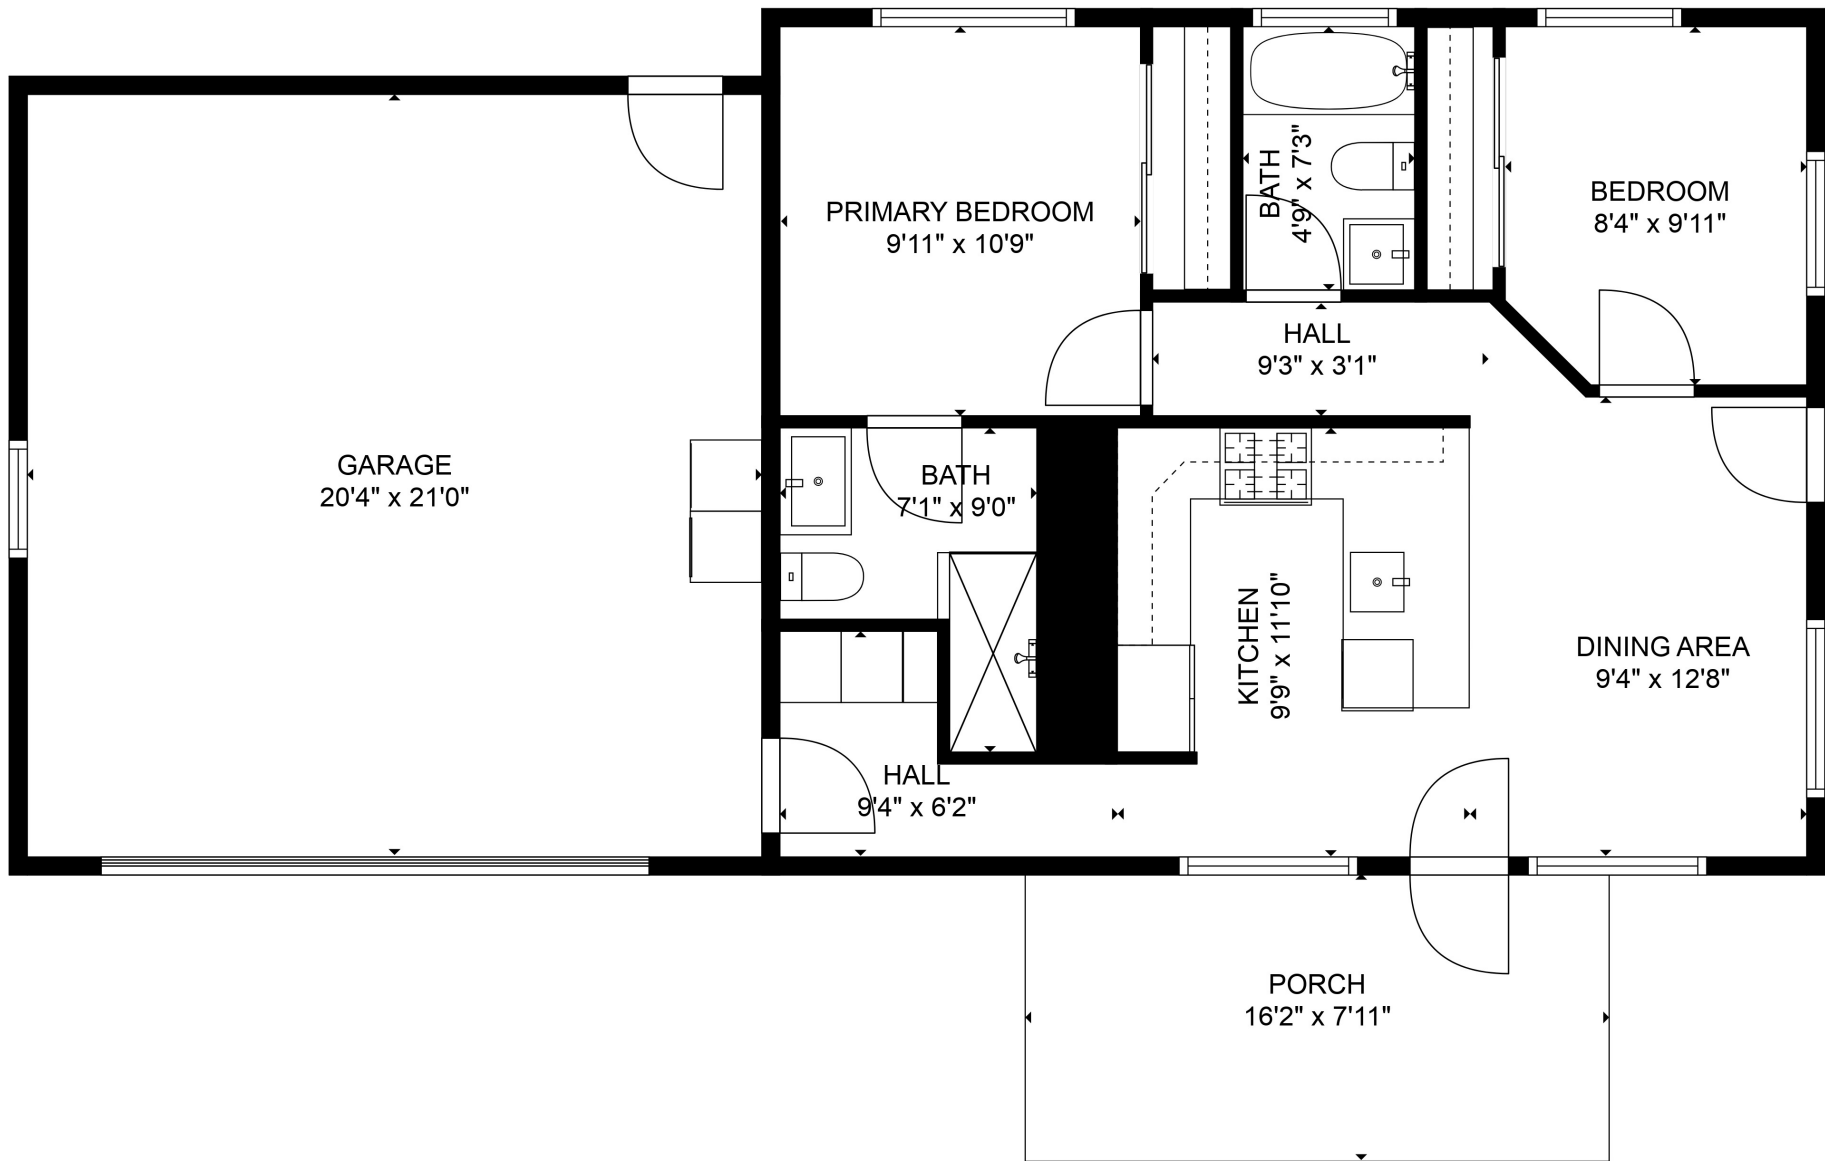 PRIMARY BEDROOM
9'11" x 10'9"
BATH
4'9" x 7'3"
BEDROOM
8'4" x 9'11"
HALL
9'3" x 3'1"
GARAGE
20'4" x 21'0"
BATH
7'1" x 9'0"
KITCHEN
9'9" x 11'10"
DINING AREA
9'4" x 12'8"
HALL
9'4" x 6'2"
PORCH
16'2" x 7'11"